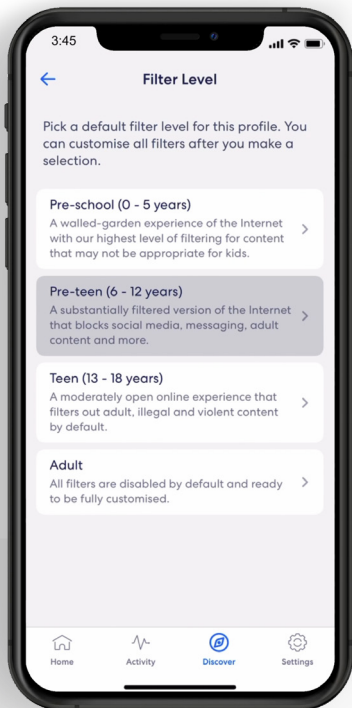 3:45
Filter Level
Pick a default filter level for this profile. You
can customise all filters after you make a
selection.
Pre-school (0 - 5 years)
A walled-garden experience of the Internet
with our highest level of filtering for content
that may not be appropriate for kids.
Pre-teen (6 - 12 years)
A substantially filtered version of the Internet
that blocks social media, messaging, adult
content and more.
Teen (13 - 18 years)
A moderately open online experience that
filters out adult, illegal and violent content
by default.
Adult
All filters are disabled by default and ready
to be fully customised.
Home Activity Discover Settings